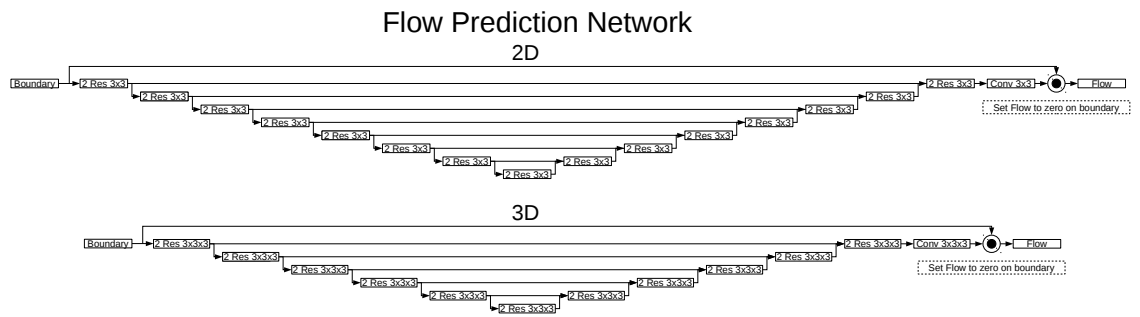 Flow Prediction Network
2D
Boundary 2 Res 3x3 2 Res 3x3 Conv 3x3 Flow
2 Res 3x3 2 Res 3x3
2 Res 3x3 2 Res 3x3
Set Flow to zero on boundary
2 Res 3x3 2 Res 3x3
2 Res 3x3 2 Res 3x3
2 Res 3x3 2 Res 3x3
2 Res 3x3 2 Res 3x3
2 Res 3x3
3D
Boundary 2 Res 3x3x3 2 Res 3x3x3 Conv 3x3x3 Flow
2 Res 3x3x3 2 Res 3x3x3
2 Res 3x3x3 2 Res 3x3x3
Set Flow to zero on boundary
2 Res 3x3x3 2 Res 3x3x3
2 Res 3x3x3 2 Res 3x3x3
2 Res 3x3x3